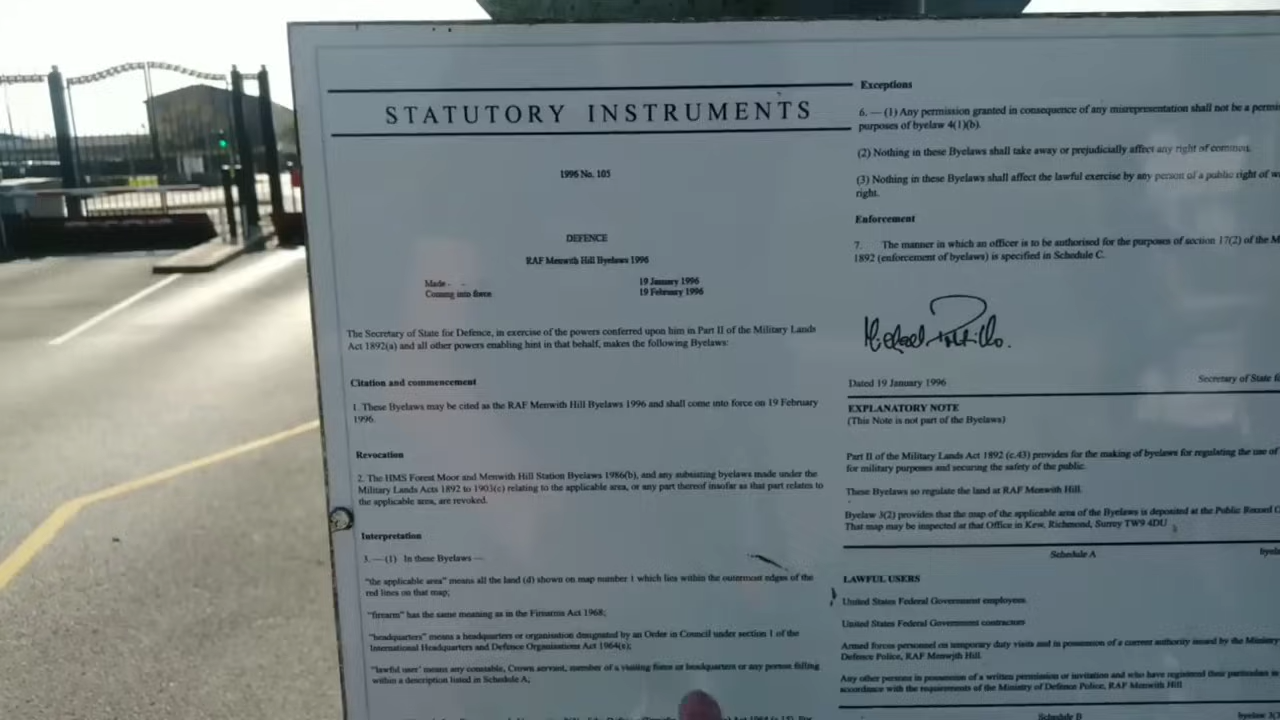 STATUTORY INSTRUMENTS
1996 No. 105
DEFENCE
RAF Menwith Hill Byelaws 1996
Made - - 19 January 1996
Coming into force 19 February 1996
The Secretary of State for Defence, in exercise of the powers conferred upon him in Part II of the Military Lands
Act 1892(a) and all other powers enabling hint in that behalf, makes the following Byelaws:
Citation and commencement
1. These Byelaws may be cited as the RAF Menwith Hill Byelaws 1996 and shall come into force on 19 February
1996.
Revocation
2. The HMS Forest Moor and Menwith Hill Station Byelaws 1986(b), and any subsisting byelaws made under the
Military Lands Acts 1892 to 1903(c) relating to the applicable area, or any part thereof insofar as that part relates to
the applicable area, are revoked.
Interpretation
3. — (1) In these Byelaws —
"the applicable area" means all the land (d) shown on map number 1 which lies within the outermost edges of the
red lines on that map;
"firearm" has the same meaning as in the Firearms Act 1968;
"headquarters" means a headquarters or organisation designated by an Order in Council under section 1 of the
International Headquarters and Defence Organisations Act 1964(e);
"lawful user' means any constable, Crown servant, member of a visiting force or headquarters or any person falling
within a description listed in Schedule A;
Exceptions
6. — (1) Any permission granted in consequence of any misrepresentation shall not be a
purposes of byelaw 4(1)(b).
(2) Nothing in these Byelaws shall take away or prejudicially affect any right of common.
(3) Nothing in these Byelaws shall affect the lawful exercise by any person of a public right of
right.
Enforcement
7. The manner in which an officer is to be authorised for the purposes of section 17(2) of the
1892 (enforcement of byelaws) is specified in Schedule C.
Michael Portillo.
Dated 19 January 1996 Secretary of State
EXPLANATORY NOTE
(This Note is not part of the Byelaws)
Part II of the Military Lands Act 1892 (c.43) provides for the making of byelaws for regulating the use of
for military purposes and securing the safety of the public.
These Byelaws so regulate the land at RAF Menwith Hill.
Byelaw 3(2) provides that the map of the applicable area of the Byelaws is deposited at the Public Record
That map may be inspected at that Office in Kew, Richmond, Surrey TW9 4DU
Schedule A
LAWFUL USERS
United States Federal Government employees
United States Federal Government contractors
Armed forces personnel on temporary duty visits and in possession of a current authority issued by the Ministry
Defence Police, RAF Menwith Hill.
Any other persons in possession of a written permission or invitation and who have registered their particulars in
accordance with the requirements of the Ministry of Defence Police, RAF Menwith Hill
Schedule B